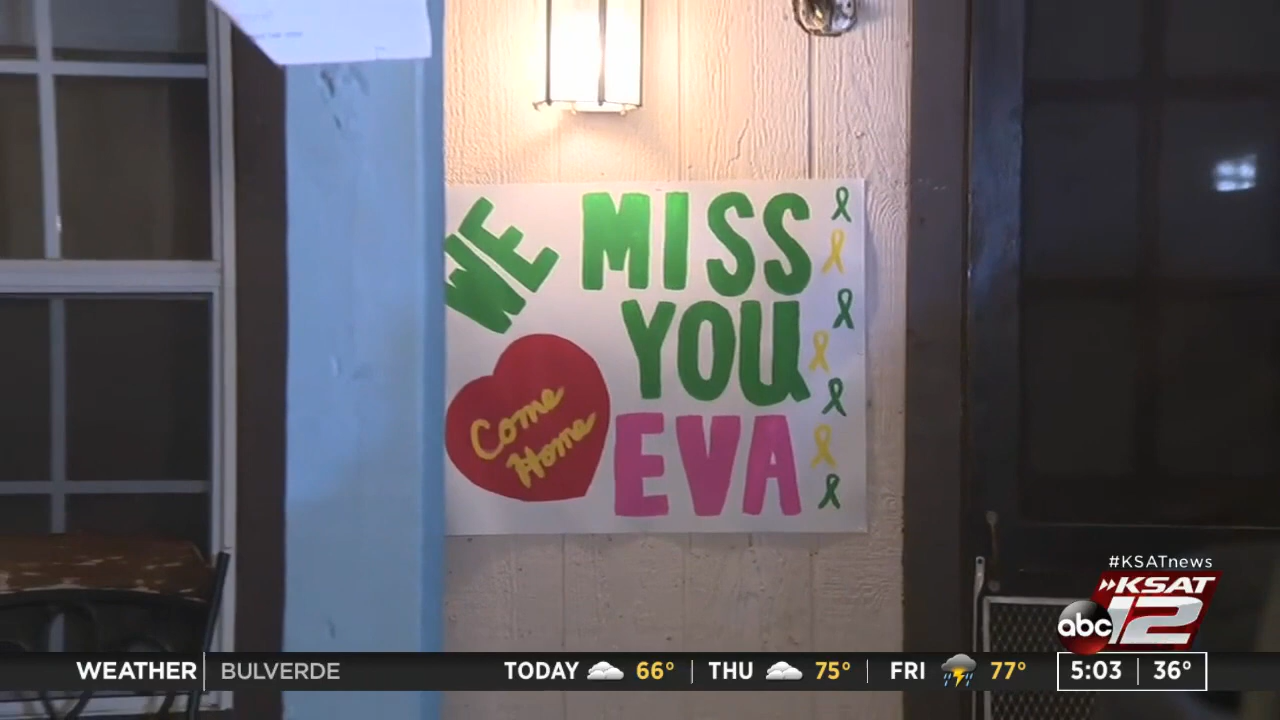 WE MISS
YOU
EVA
Come
Home
#KSATnews
KSAT
abc 12
WEATHER BULVERDE TODAY 66° THU 75° FRI 77° 5:03 36°